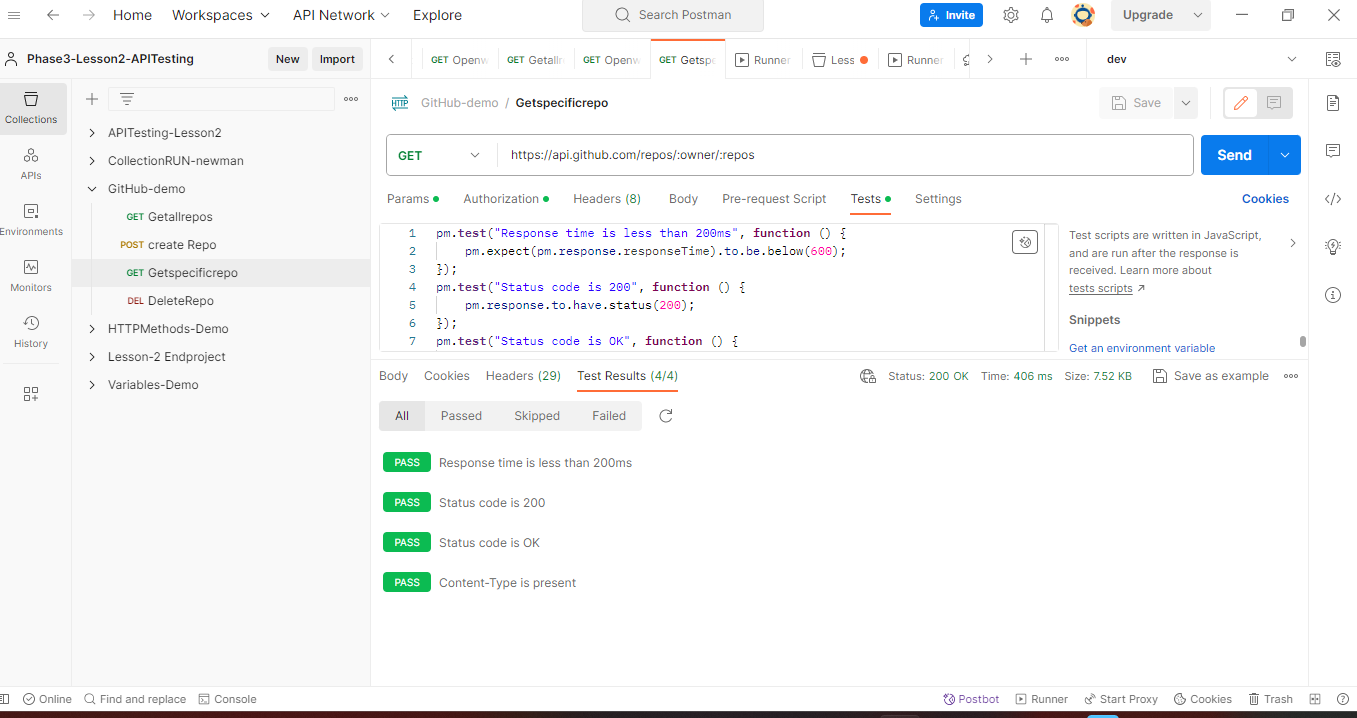 Home Workspaces API Network Explore Search Postman Invite Upgrade
Phase3-Lesson2-APITesting New Import GET Openw GET Getallr GET Openw GET Getspe Runner Less Runner dev
Collections
APIs
Environments
Monitors
History
APITesting-Lesson2
CollectionRUN-newman
GitHub-demo
GET Getallrepos
POST create Repo
GET Getspecificrepo
DEL DeleteRepo
HTTPMethods-Demo
Lesson-2 Endproject
Variables-Demo
HTTP GitHub-demo / Getspecificrepo Save
GET https://api.github.com/repos/:owner/:repos Send
Params Authorization Headers (8) Body Pre-request Script Tests Settings Cookies
1 pm.test("Response time is less than 200ms", function () {
2 pm.expect(pm.response.responseTime).to.be.below(600);
3 });
4 pm.test("Status code is 200", function () {
5 pm.response.to.have.status(200);
6 });
7 pm.test("Status code is OK", function () {
Test scripts are written in JavaScript,
and are run after the response is
received. Learn more about
tests scripts ↗
Snippets
Get an environment variable
Body Cookies Headers (29) Test Results (4/4) Status: 200 OK Time: 406 ms Size: 7.52 KB Save as example
All Passed Skipped Failed
PASS Response time is less than 200ms
PASS Status code is 200
PASS Status code is OK
PASS Content-Type is present
Online Find and replace Console Postbot Runner Start Proxy Cookies Trash